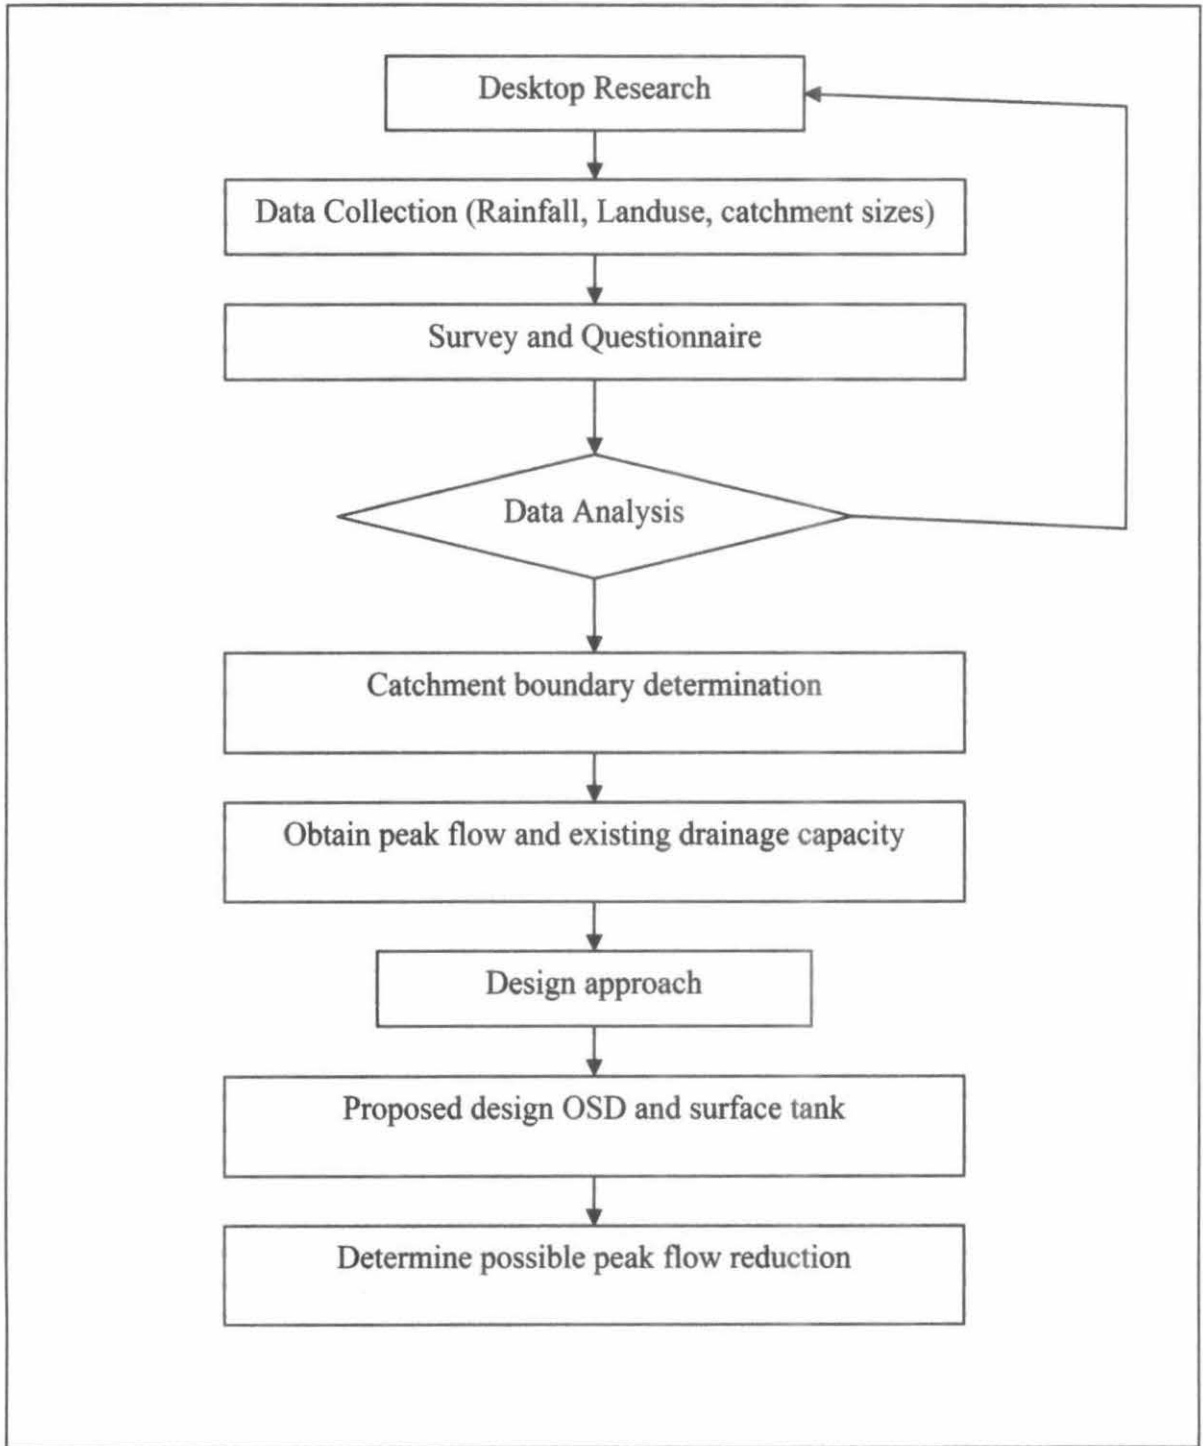 Desktop Research
Data Collection (Rainfall, Landuse, catchment sizes)
Survey and Questionnaire
Data Analysis
Catchment boundary determination
Obtain peak flow and existing drainage capacity
Design approach
Proposed design OSD and surface tank
Determine possible peak flow reduction